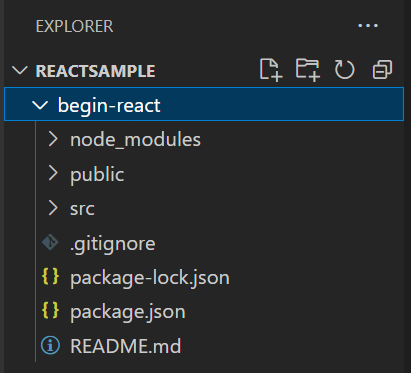 EXPLORER
REACTSAMPLE
begin-react
node_modules
public
src
.gitignore
package-lock.json
package.json
README.md